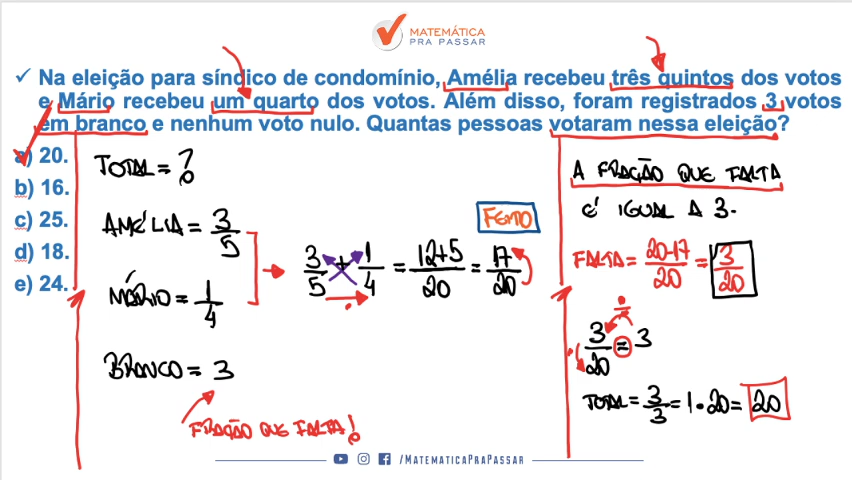 MATEMÁTICA
PRA PASSAR
✓ Na eleição para síndico de condomínio, Amélia recebeu três quintos dos votos
e Mário recebeu um quarto dos votos. Além disso, foram registrados 3 votos
em branco e nenhum voto nulo. Quantas pessoas votaram nessa eleição?
a) 20.
b) 16.
c) 25.
d) 18.
e) 24.
TOTAL = ?
AMÉLIA = 3/5
MÁRIO = 1/4
BRANCO = 3
FRAÇÃO QUE FALTA!
3/5 + 1/4 = 12+5/20 = 17/20
FEITO
A FRAÇÃO QUE FALTA
É IGUAL A 3.
FALTA = 20-17/20 = 3/20
÷
3/20 = 3
TOTAL = 3/3 = 1 • 20 = 20
/MATEMATICAPRAPASSAR